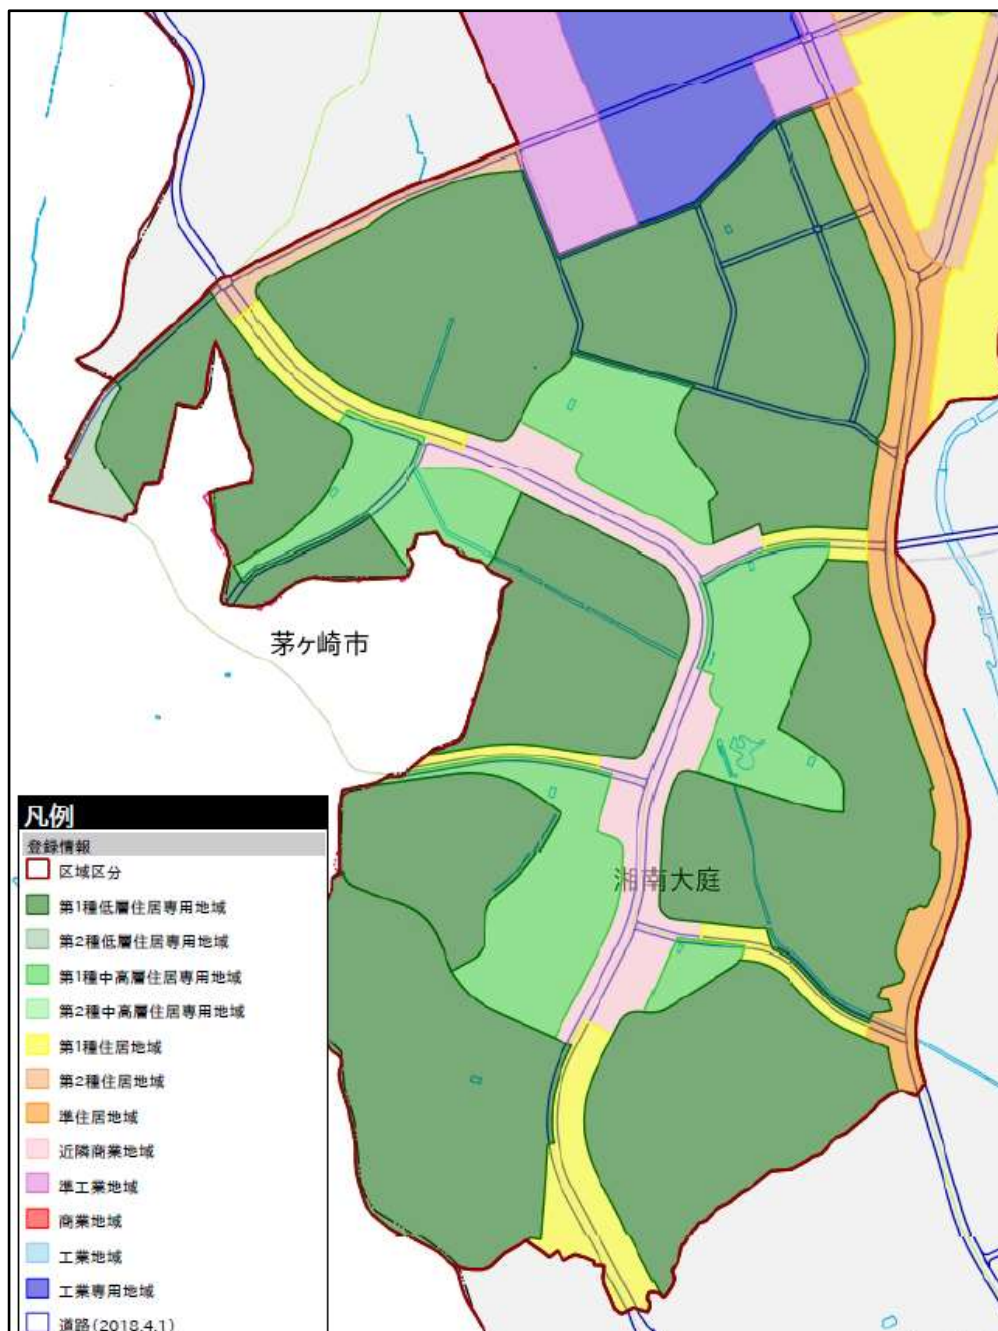 茅ヶ崎市
湘南大庭
凡例
登録情報
区域区分
第1種低層住居専用地域
第2種低層住居専用地域
第1種中高層住居専用地域
第2種中高層住居専用地域
第1種住居地域
第2種住居地域
準住居地域
近隣商業地域
準工業地域
商業地域
工業地域
工業専用地域
道路(2018.4.1)